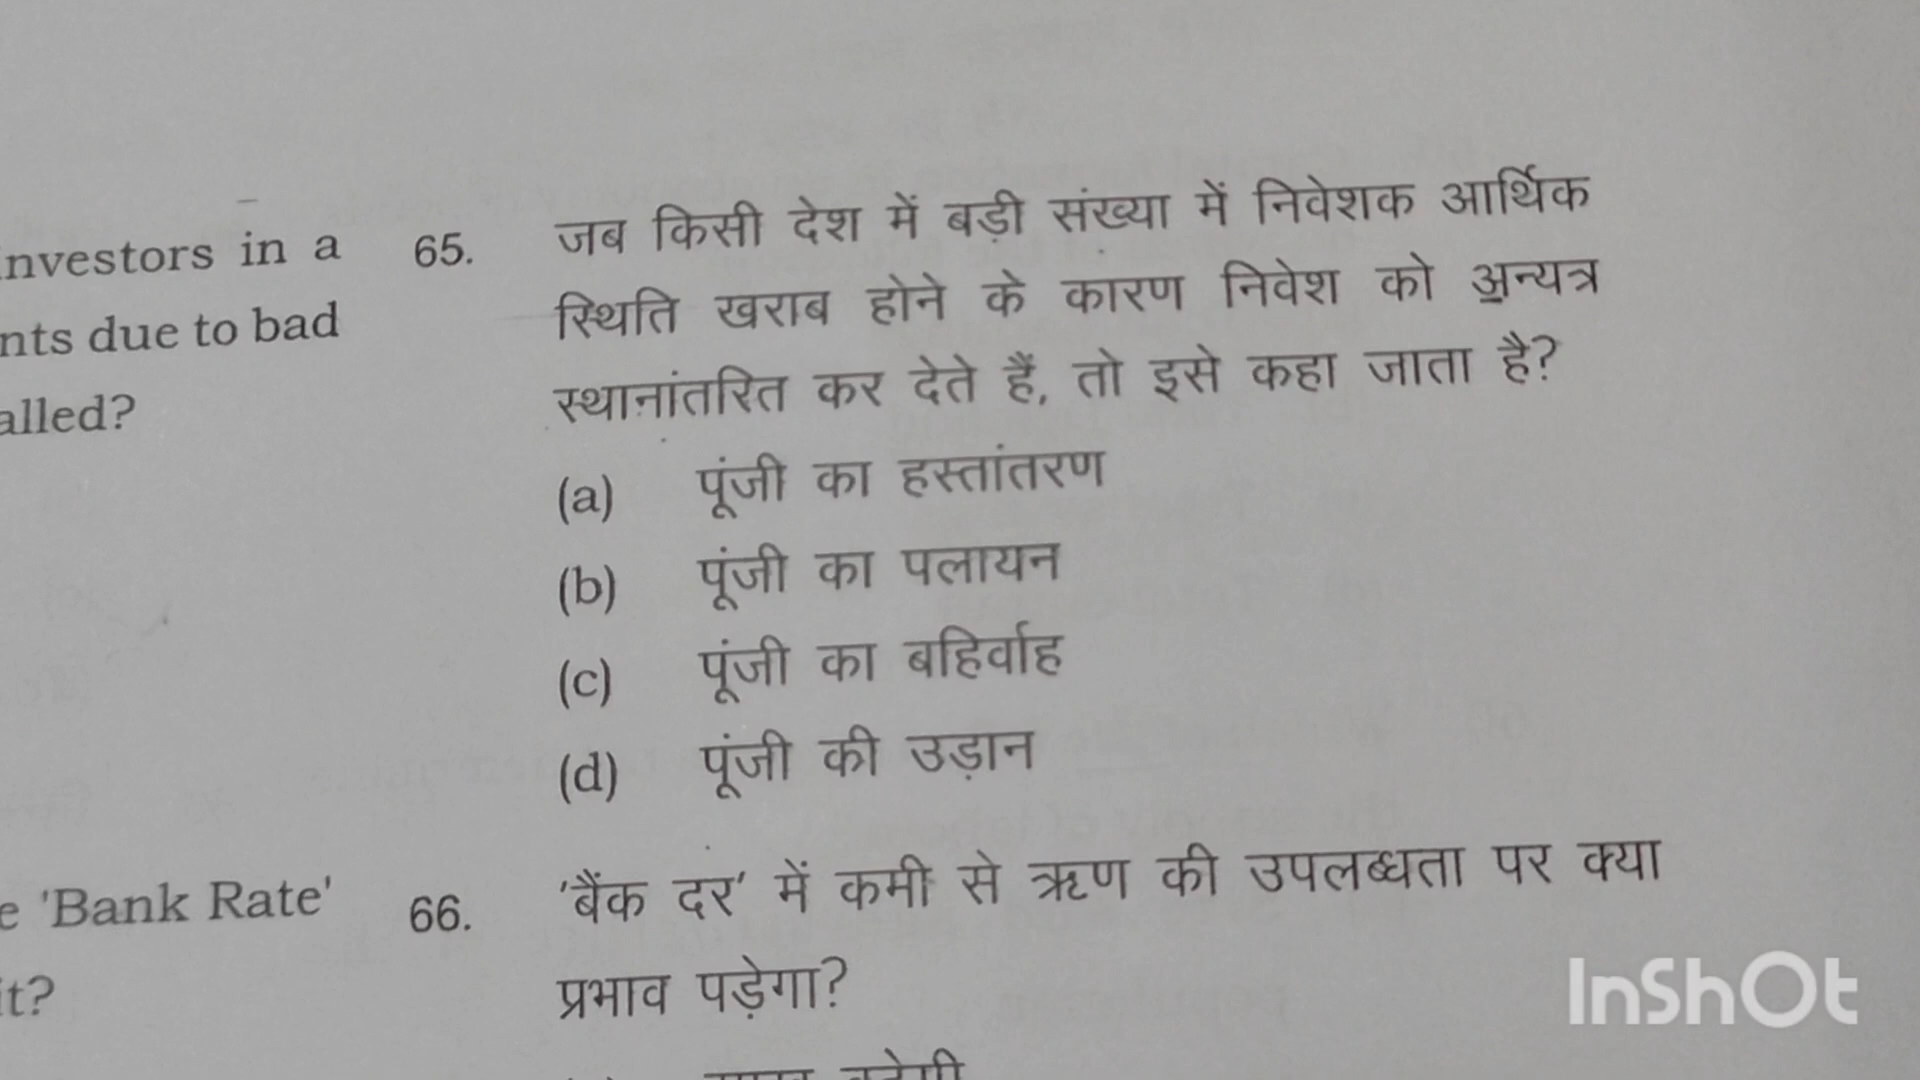 nvestors in a
nts due to bad
alled?
65. जब किसी देश में बड़ी संख्या में निवेशक आर्थिक
स्थिति खराब होने के कारण निवेश को अन्यत्र
स्थानांतरित कर देते हैं, तो इसे कहा जाता है?
(a) पूंजी का हस्तांतरण
(b) पूंजी का पलायन
(c) पूंजी का बहिर्वाह
(d) पूंजी की उड़ान
e 'Bank Rate'
it?
66. 'बैंक दर' में कमी से ऋण की उपलब्धता पर क्या
प्रभाव पड़ेगा?
InShOt